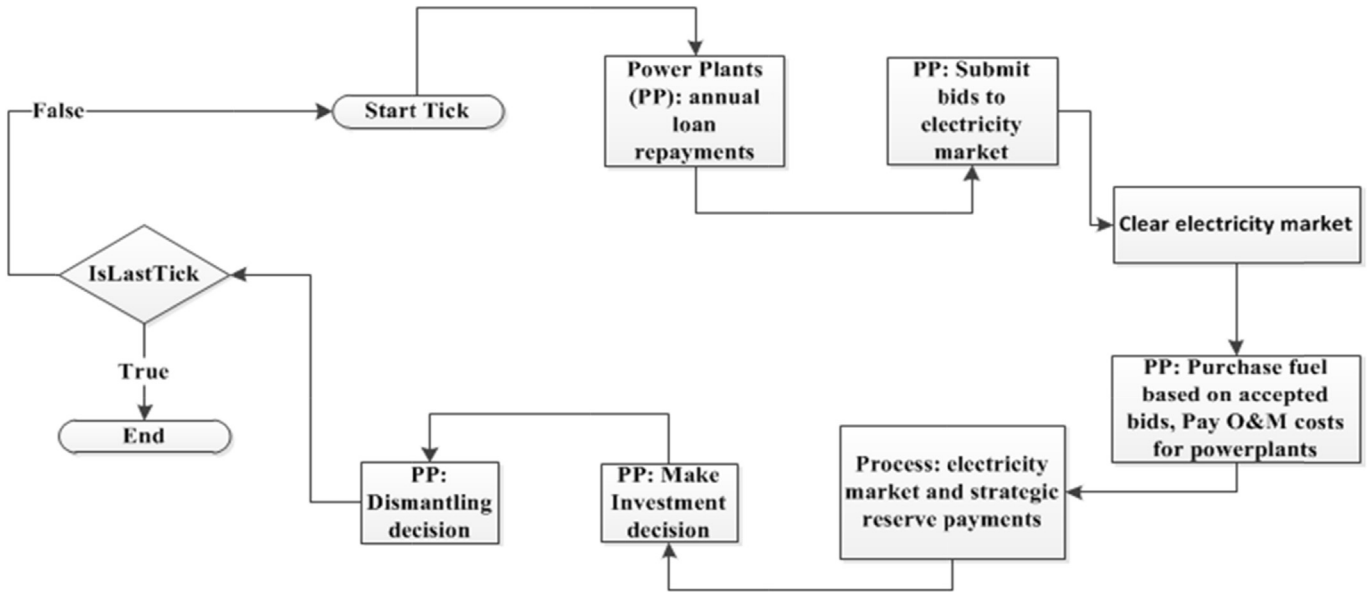 Start Tick
Power Plants
(PP): annual
loan
repayments
PP: Submit
bids to
electricity
market
Clear electricity market
PP: Purchase fuel
based on accepted
bids, Pay O&M costs
for powerplants
Process: electricity
market and strategic
reserve payments
PP: Make
Investment
decision
PP:
Dismantling
decision
IsLastTick
False
True
End